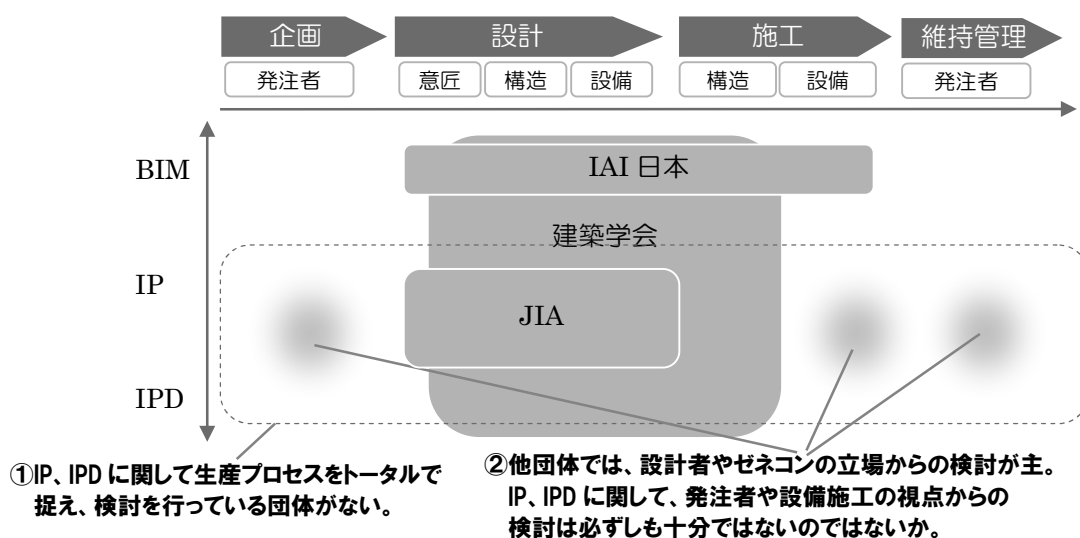 企画 設計 施工 維持管理
発注者 意匠 構造 設備 構造 設備 発注者
BIM
IAI 日本
建築学会
IP
JIA
IPD
①IP、IPD に関して生産プロセスをトータルで
捉え、検討を行っている団体がない。
②他団体では、設計者やゼネコンの立場からの検討が主。
IP、IPD に関して、発注者や設備施工の視点からの
検討は必ずしも十分ではないのではないか。